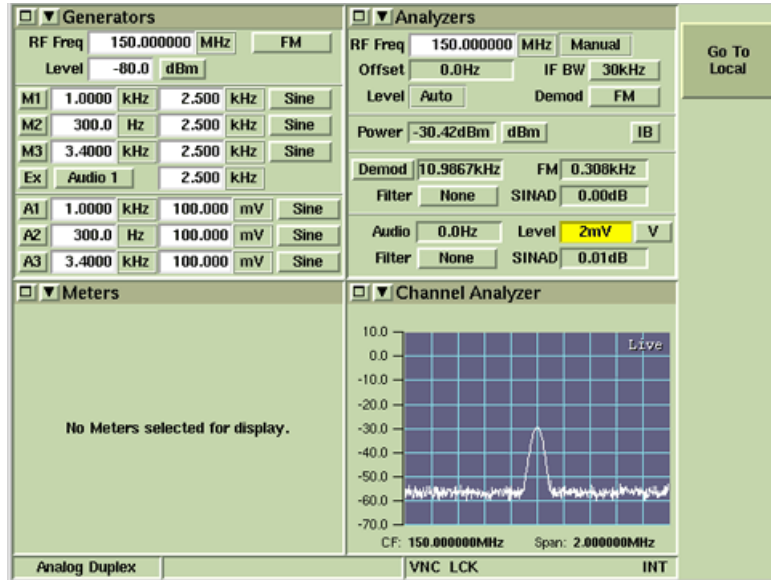 Generators
RF Freq 150.000000 MHz FM
Level -80.0 dBm
M1 1.0000 kHz 2.500 kHz Sine
M2 300.0 Hz 2.500 kHz Sine
M3 3.4000 kHz 2.500 kHz Sine
Ex Audio 1 2.500 kHz
A1 1.0000 kHz 100.000 mV Sine
A2 300.0 Hz 100.000 mV Sine
A3 3.4000 kHz 100.000 mV Sine
Analyzers
RF Freq 150.000000 MHz Manual
Offset 0.0Hz IF BW 30kHz
Level Auto Demod FM
Power -30.42dBm dBm IB
Demod 10.9867kHz FM 0.308kHz
Filter None SINAD 0.00dB
Audio 0.0Hz Level 2mV V
Filter None SINAD 0.01dB
Go To
Local
Meters
No Meters selected for display.
Channel Analyzer
Live
10.0
0.0
-10.0
-20.0
-30.0
-40.0
-50.0
-60.0
-70.0
CF: 150.000000MHz Span: 2.000000MHz
Analog Duplex VNC LCK INT